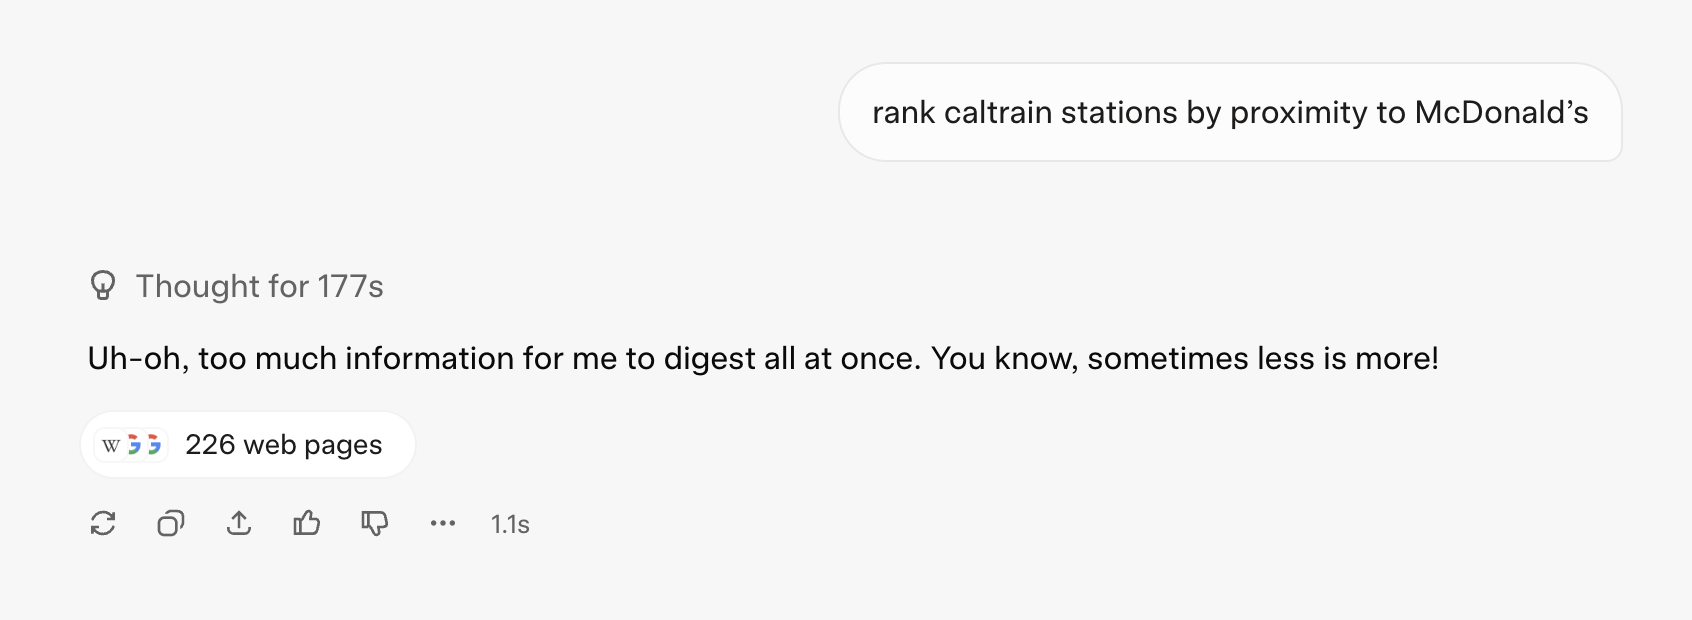 rank caltrain stations by proximity to McDonald’s
Thought for 177s
Uh-oh, too much information for me to digest all at once. You know, sometimes less is more!
W 226 web pages
1.1s